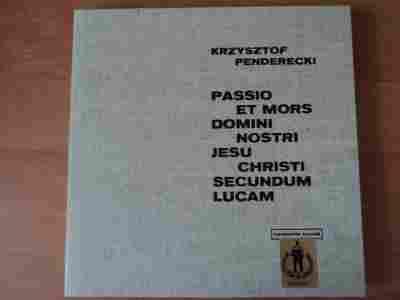 KRZYSZTOF
PENDERECKI
PASSIO
ET MORS
DOMINI
NOSTRI
JESU
CHRISTI
SECUNDUM
LUCAM